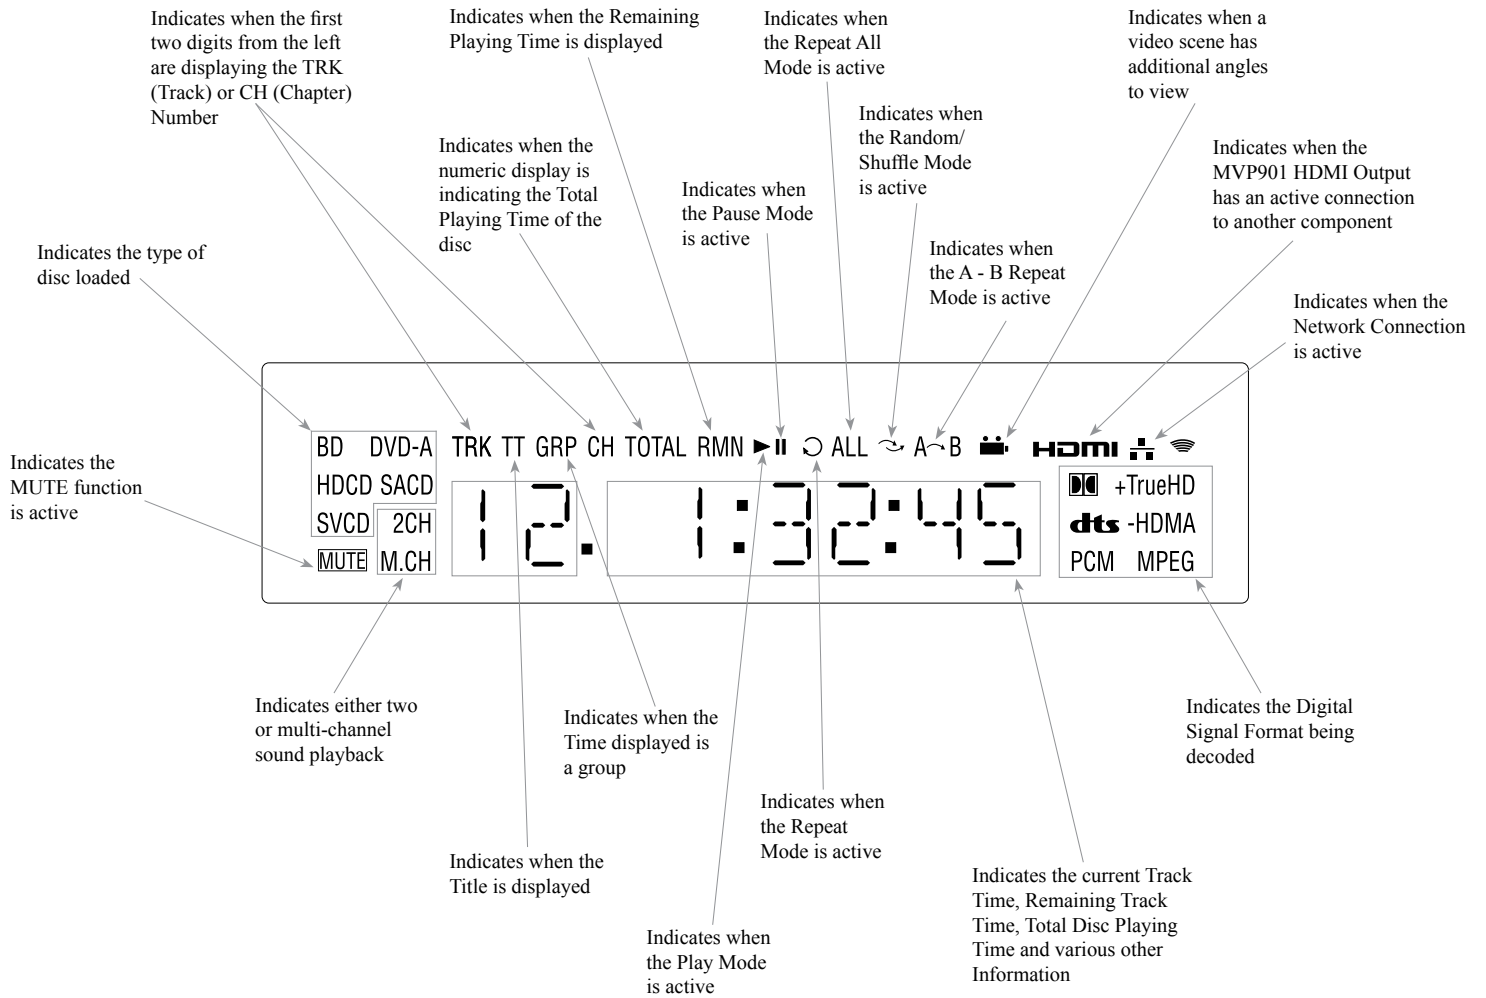 Indicates when the first
two digits from the left
are displaying the TRK
(Track) or CH (Chapter)
Number
Indicates when the Remaining
Playing Time is displayed
Indicates when
the Repeat All
Mode is active
Indicates when a
video scene has
additional angles
to view
Indicates when
the Random/
Shuffle Mode
is active
Indicates when the
numeric display is
indicating the Total
Playing Time of the
disc
Indicates when the
MVP901 HDMI Output
has an active connection
to another component
Indicates when
the Pause Mode
is active
Indicates the type of
disc loaded
Indicates when
the A - B Repeat
Mode is active
Indicates when the
Network Connection
is active
BD DVD-A TRK TT GRP CH TOTAL RMN ALL A B HDMI
HDCD SACD +TrueHD
SVCD 2CH 12. 1:32:45 dts -HDMA
MUTE M.CH PCM MPEG
Indicates the
MUTE function
is active
Indicates either two
or multi-channel
sound playback
Indicates when the
Time displayed is
a group
Indicates the Digital
Signal Format being
decoded
Indicates when
the Repeat
Mode is active
Indicates when the
Title is displayed
Indicates the current Track
Time, Remaining Track
Time, Total Disc Playing
Time and various other
Information
Indicates when
the Play Mode
is active